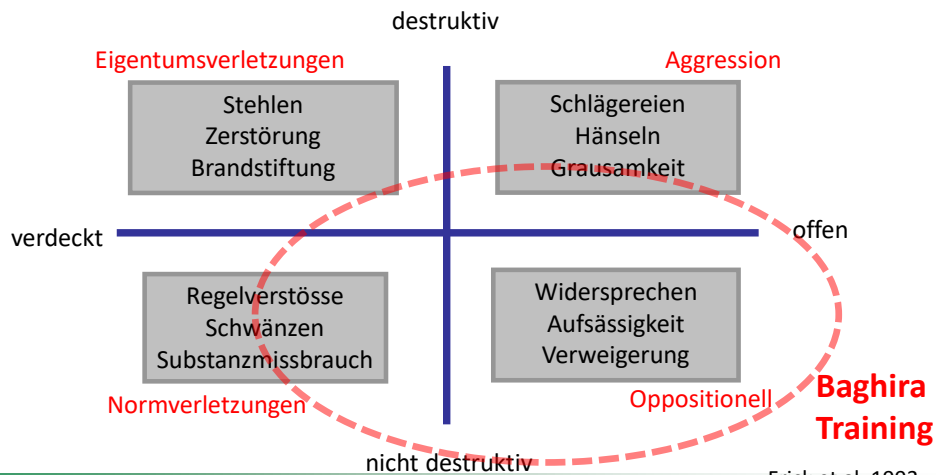 destruktiv
Eigentumsverletzungen
Aggression
Stehlen
Zerstörung
Brandstiftung
Schlägereien
Hänseln
Grausamkeit
verdeckt
offen
Regelverstösse
Schwänzen
Substanzmissbrauch
Widersprechen
Aufsässigkeit
Verweigerung
Normverletzungen
Oppositionell
Baghira
Training
nicht destruktiv